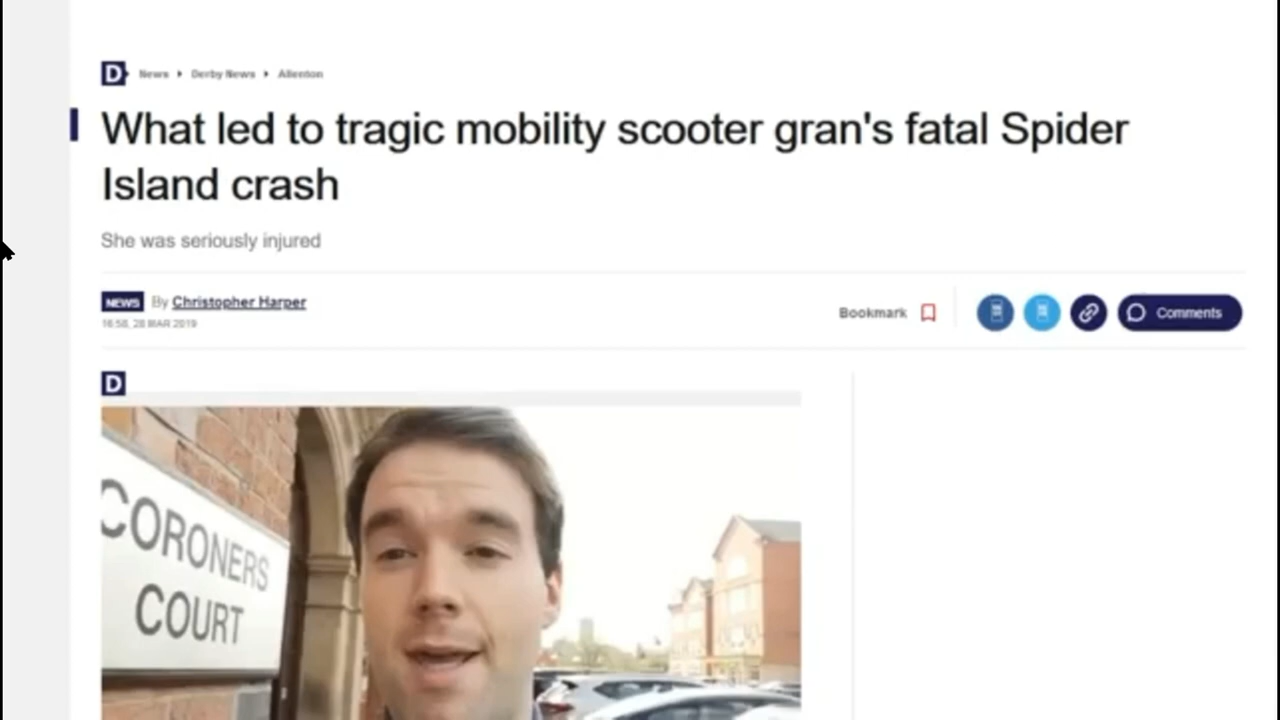 D News Derby News Allenton
What led to tragic mobility scooter gran's fatal Spider
Island crash
She was seriously injured
NEWS By Christopher Harper
16:58, 28 MAR 2019
Bookmark
Comments
D
CORONERS
COURT